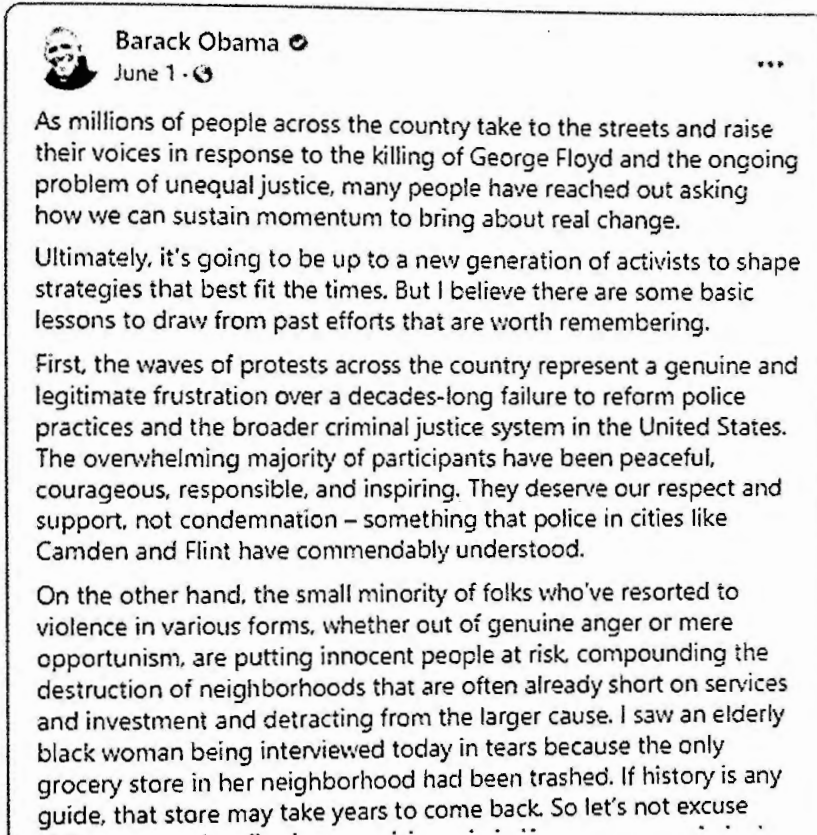 Barack Obama
June 1 ·
As millions of people across the country take to the streets and raise
their voices in response to the killing of George Floyd and the ongoing
problem of unequal justice, many people have reached out asking
how we can sustain momentum to bring about real change.
Ultimately, it's going to be up to a new generation of activists to shape
strategies that best fit the times. But I believe there are some basic
lessons to draw from past efforts that are worth remembering.
First, the waves of protests across the country represent a genuine and
legitimate frustration over a decades-long failure to reform police
practices and the broader criminal justice system in the United States.
The overwhelming majority of participants have been peaceful,
courageous, responsible, and inspiring. They deserve our respect and
support, not condemnation – something that police in cities like
Camden and Flint have commendably understood.
On the other hand, the small minority of folks who've resorted to
violence in various forms, whether out of genuine anger or mere
opportunism, are putting innocent people at risk, compounding the
destruction of neighborhoods that are often already short on services
and investment and detracting from the larger cause. I saw an elderly
black woman being interviewed today in tears because the only
grocery store in her neighborhood had been trashed. If history is any
guide, that store may take years to come back. So let's not excuse